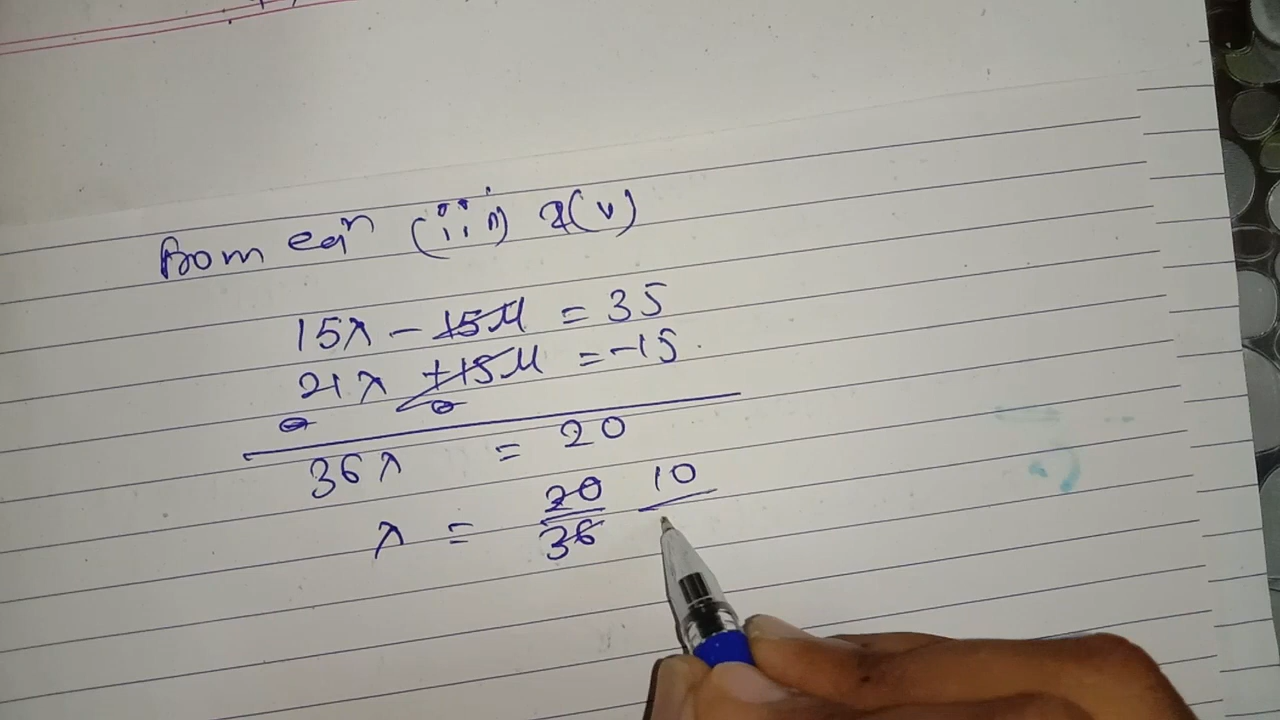 from eqn (iii) &(v)
15λ - 15μ = 35
21λ +15μ = -15
36λ = 20
λ = 20/36 10/